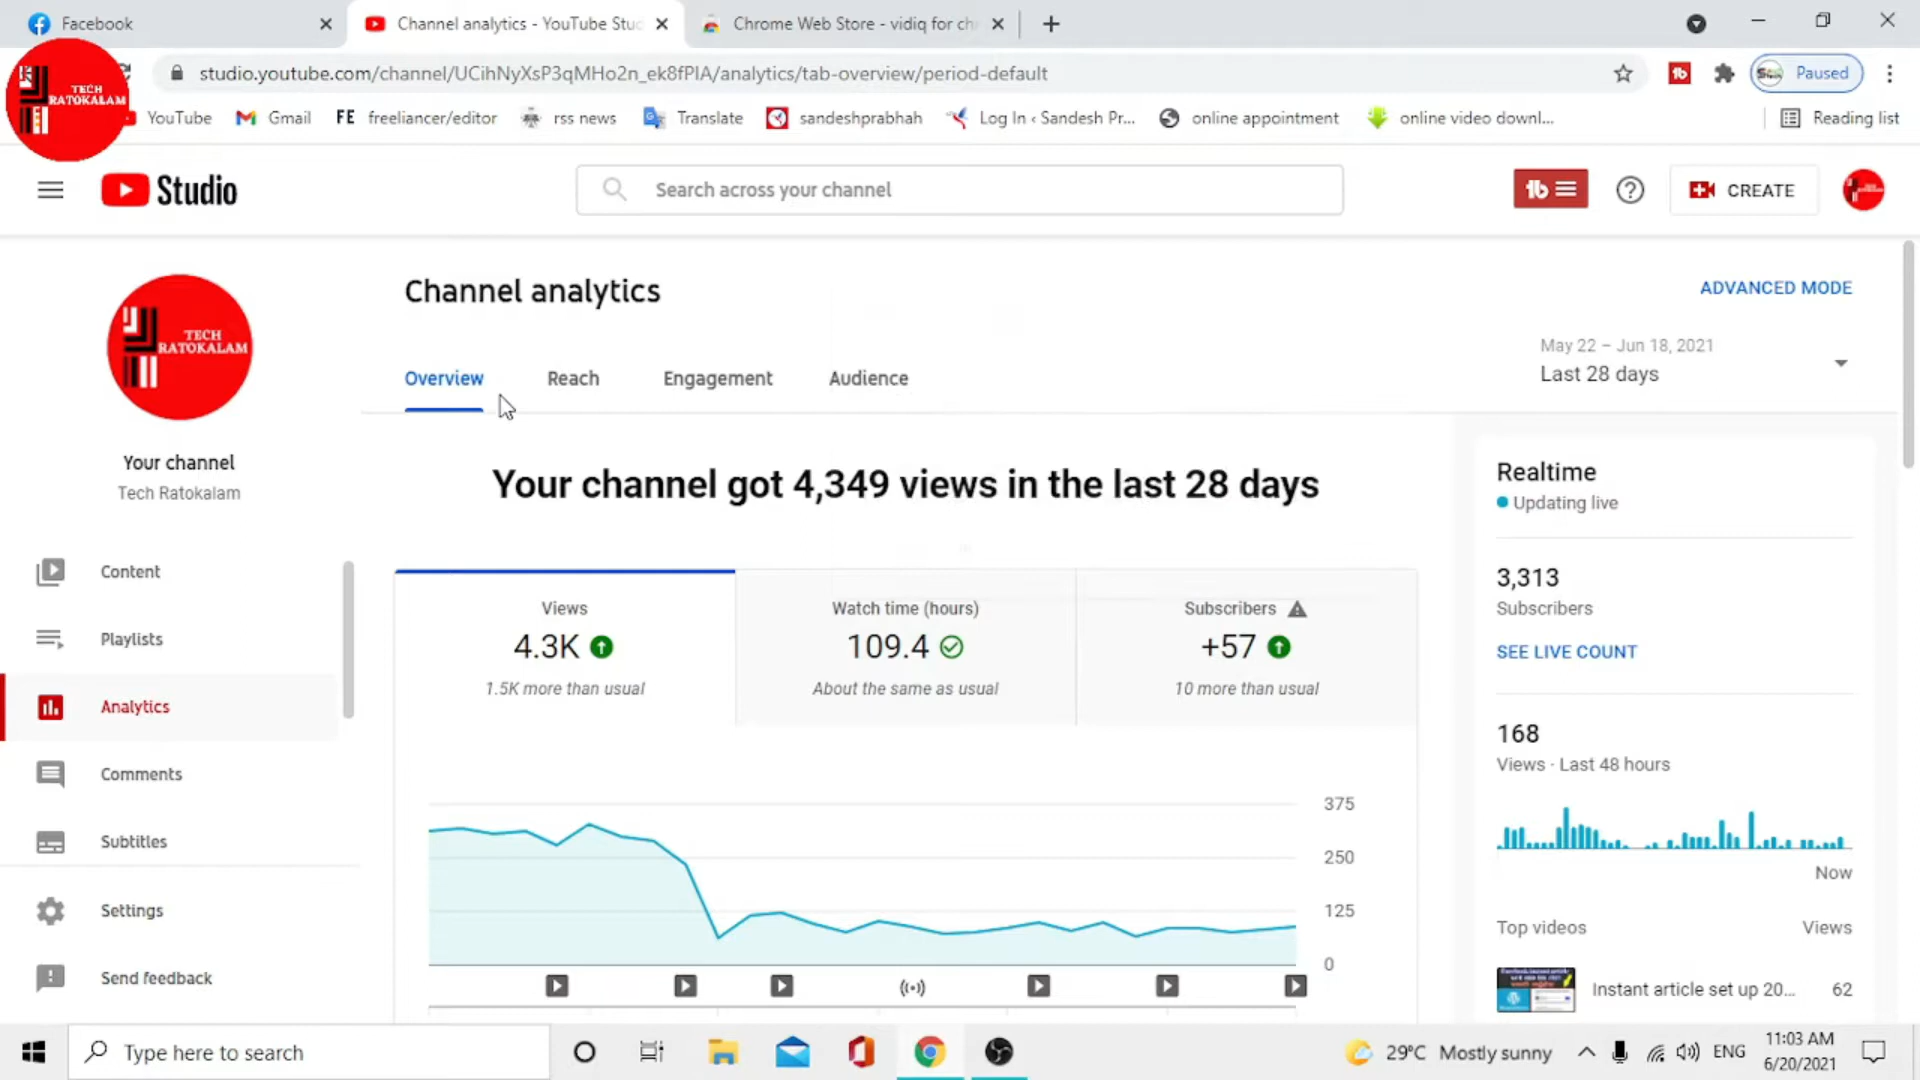 Facebook
Channel analytics - YouTube Stud
Chrome Web Store - vidiq for ch
studio.youtube.com/channel/UCihNyXsP3qMHo2n_ek8fPIA/analytics/tab-overview/period-default
Paused
TECH
RATOKALAM
YouTube
Gmail
FE freeliancer/editor
rss news
Translate
sandeshprabhah
Log In ‹ Sandesh Pr...
online appointment
online video downl...
Reading list
Studio
Search across your channel
CREATE
TECH
RATOKALAM
Your channel
Tech Ratokalam
Content
Playlists
Analytics
Comments
Subtitles
Settings
Send feedback
Channel analytics
ADVANCED MODE
Overview
Reach
Engagement
Audience
May 22 – Jun 18, 2021
Last 28 days
Your channel got 4,349 views in the last 28 days
Views
4.3K
1.5K more than usual
Watch time (hours)
109.4
About the same as usual
Subscribers
+57
10 more than usual
375
250
125
0
Realtime
Updating live
3,313
Subscribers
SEE LIVE COUNT
168
Views · Last 48 hours
Now
Top videos Views
Instant article set up 20... 62
Type here to search
29°C Mostly sunny
ENG
11:03 AM
6/20/2021